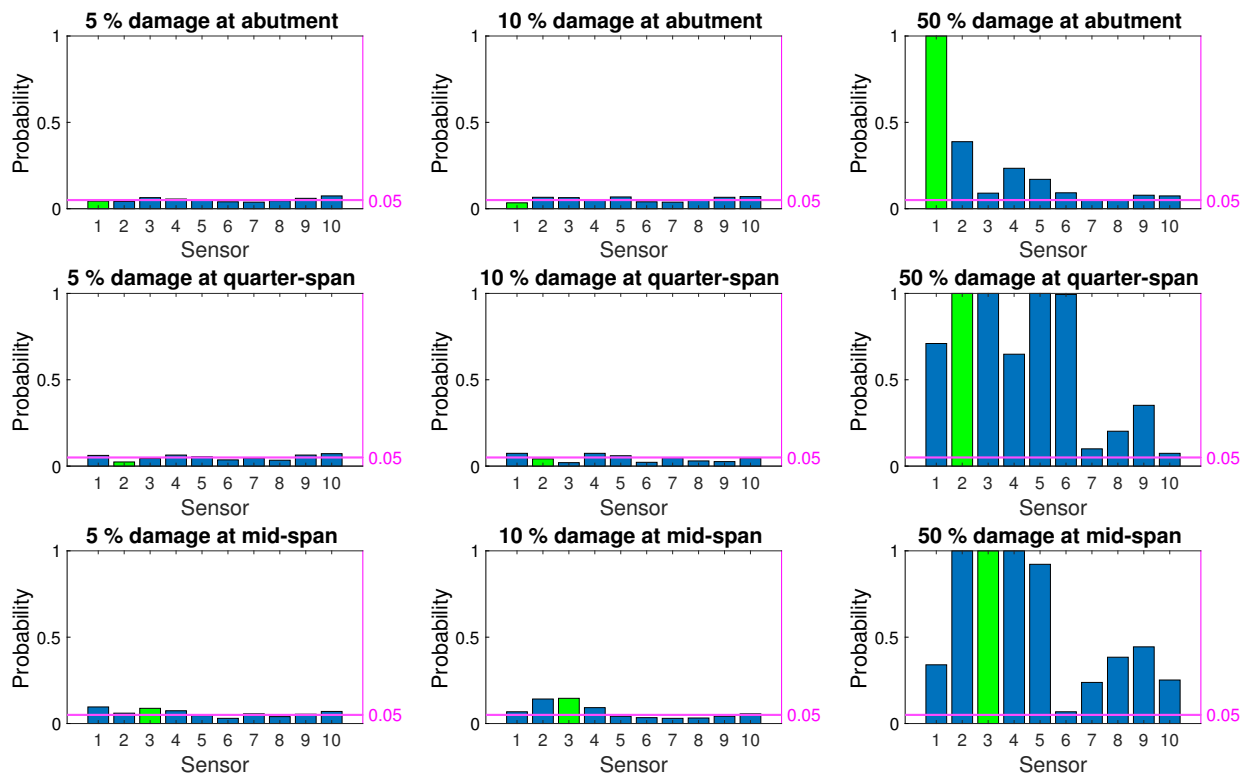 5 % damage at abutment
1
0.5
0
Probability
0.05
1 2 3 4 5 6 7 8 9 10
Sensor
10 % damage at abutment
1
0.5
0
Probability
0.05
1 2 3 4 5 6 7 8 9 10
Sensor
50 % damage at abutment
1
0.5
0
Probability
0.05
1 2 3 4 5 6 7 8 9 10
Sensor
5 % damage at quarter-span
1
0.5
0
Probability
0.05
1 2 3 4 5 6 7 8 9 10
Sensor
10 % damage at quarter-span
1
0.5
0
Probability
0.05
1 2 3 4 5 6 7 8 9 10
Sensor
50 % damage at quarter-span
1
0.5
0
Probability
0.05
1 2 3 4 5 6 7 8 9 10
Sensor
5 % damage at mid-span
1
0.5
0
Probability
0.05
1 2 3 4 5 6 7 8 9 10
Sensor
10 % damage at mid-span
1
0.5
0
Probability
0.05
1 2 3 4 5 6 7 8 9 10
Sensor
50 % damage at mid-span
1
0.5
0
Probability
0.05
1 2 3 4 5 6 7 8 9 10
Sensor